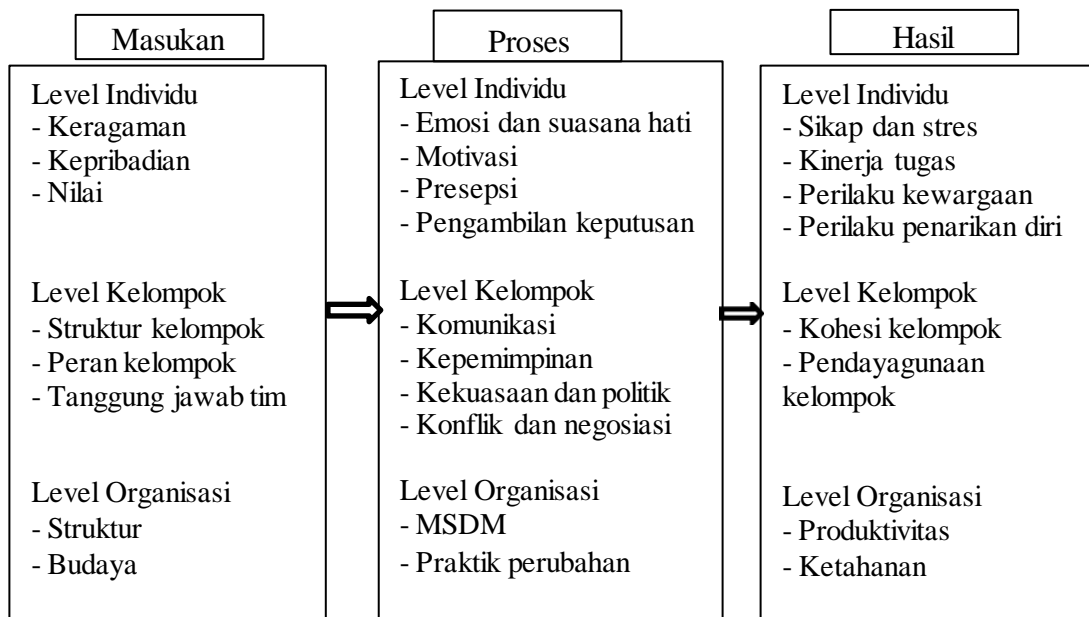 Masukan
Level Individu
- Keragaman
- Kepribadian
- Nilai
Level Kelompok
- Struktur kelompok
- Peran kelompok
- Tanggung jawab tim
Level Organisasi
- Struktur
- Budaya
Proses
Level Individu
- Emosi dan suasana hati
- Motivasi
- Presepsi
- Pengambilan keputusan
Level Kelompok
- Komunikasi
- Kepemimpinan
- Kekuasaan dan politik
- Konflik dan negosiasi
Level Organisasi
- MSDM
- Praktik perubahan
Hasil
Level Individu
- Sikap dan stres
- Kinerja tugas
- Perilaku kewargaan
- Perilaku penarikan diri
Level Kelompok
- Kohesi kelompok
- Pendayagunaan
kelompok
Level Organisasi
- Produktivitas
- Ketahanan